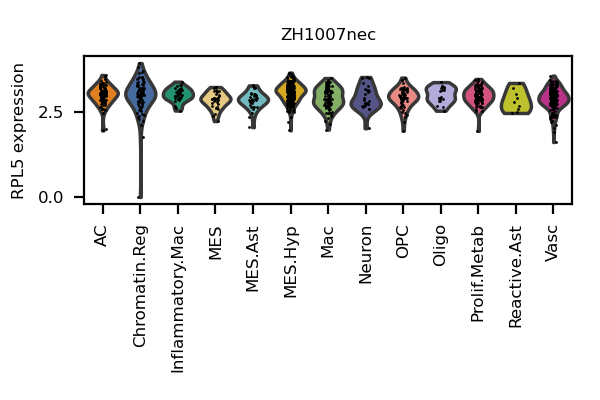 ZH1007nec
RPL5 expression
2.5
0.0
AC
Chromatin.Reg
Inflammatory.Mac
MES
MES.Ast
MES.Hyp
Mac
Neuron
OPC
Oligo
Prolif.Metab
Reactive.Ast
Vasc